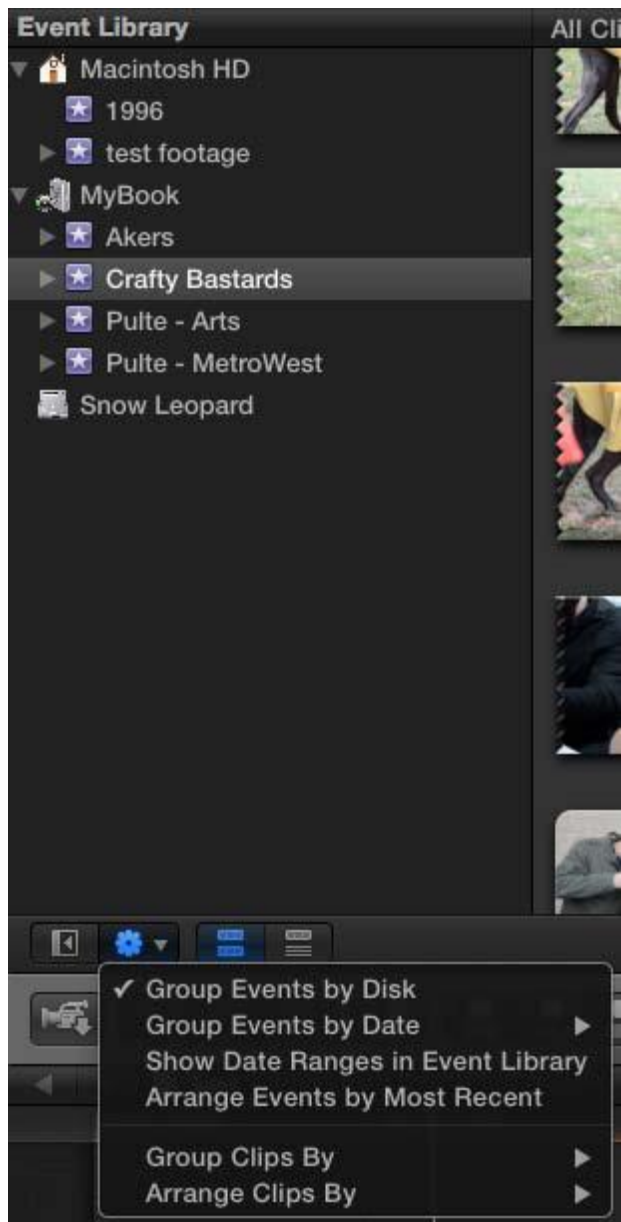 Event Library
All Cli
Macintosh HD
1996
test footage
MyBook
Akers
Crafty Bastards
Pulte - Arts
Pulte - MetroWest
Snow Leopard
✓ Group Events by Disk
Group Events by Date
Show Date Ranges in Event Library
Arrange Events by Most Recent
Group Clips By
Arrange Clips By